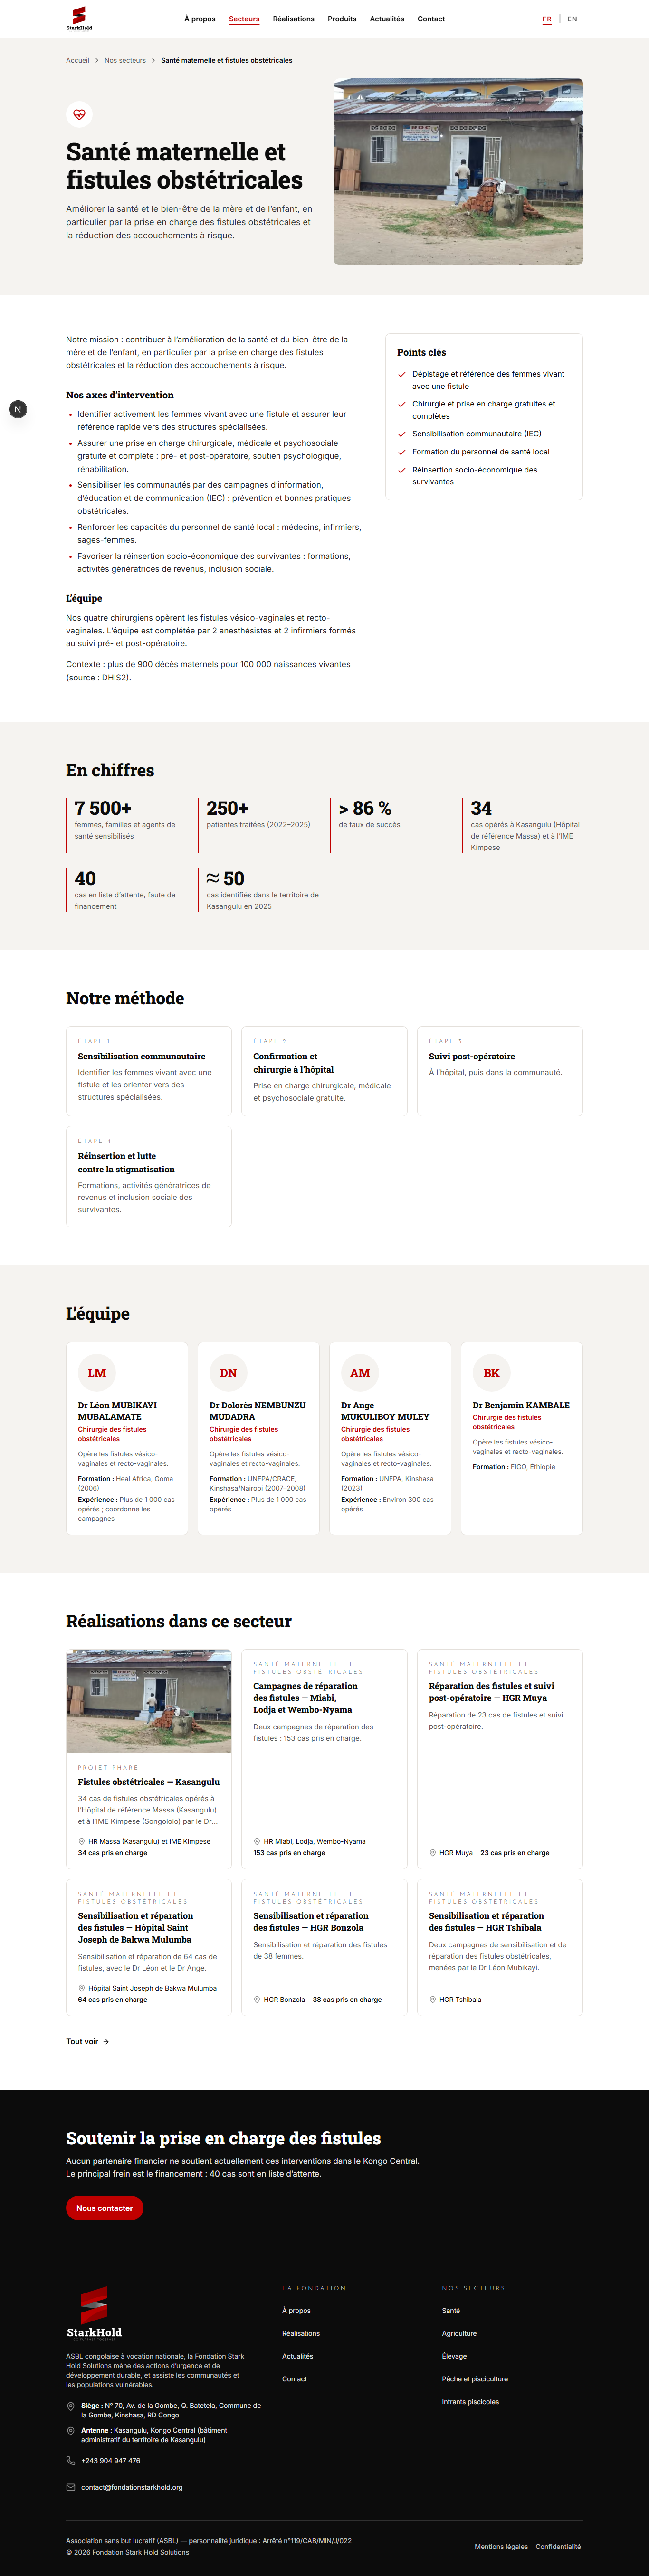 StarkHold
À propos
Secteurs
Réalisations
Produits
Actualités
Contact
FR | EN
Accueil > Nos secteurs > Santé maternelle et fistules obstétricales
Santé maternelle et
fistules obstétricales
Améliorer la santé et le bien-être de la mère et de l'enfant, en
particulier par la prise en charge des fistules obstétricales et
la réduction des accouchements à risque.
Notre mission : contribuer à l'amélioration de la santé et du bien-être de la
mère et de l'enfant, en particulier par la prise en charge des fistules
obstétricales et la réduction des accouchements à risque.
Nos axes d'intervention
• Identifier activement les femmes vivant avec une fistule et assurer leur
référence rapide vers des structures spécialisées.
• Assurer une prise en charge chirurgicale, médicale et psychosociale
gratuite et complète : pré- et post-opératoire, soutien psychologique,
réhabilitation.
• Sensibiliser les communautés par des campagnes d'information,
d'éducation et de communication (IEC) : prévention et bonnes pratiques
obstétricales.
• Renforcer les capacités du personnel de santé local : médecins, infirmiers,
sages-femmes.
• Favoriser la réinsertion socio-économique des survivantes : formations,
activités génératrices de revenus, inclusion sociale.
L'équipe
Nos quatre chirurgiens opèrent les fistules vésico-vaginales et recto-
vaginales. L'équipe est complétée par 2 anesthésistes et 2 infirmiers formés
au suivi pré- et post-opératoire.
Contexte : plus de 900 décès maternels pour 100 000 naissances vivantes
(source : DHIS2).
Points clés
Dépistage et référence des femmes vivant
avec une fistule
Chirurgie et prise en charge gratuites et
complètes
Sensibilisation communautaire (IEC)
Formation du personnel de santé local
Réinsertion socio-économique des
survivantes
En chiffres
7 500+
femmes, familles et agents de
santé sensibilisés
250+
patientes traitées (2022–2025)
> 86 %
de taux de succès
34
cas opérés à Kasangulu (Hôpital
de référence Massa) et à l'IME
Kimpese
40
cas en liste d'attente, faute de
financement
≈ 50
cas identifiés dans le territoire de
Kasangulu en 2025
Notre méthode
ÉTAPE 1
Sensibilisation communautaire
Identifier les femmes vivant avec une
fistule et les orienter vers des
structures spécialisées.
ÉTAPE 2
Confirmation et
chirurgie à l'hôpital
Prise en charge chirurgicale, médicale
et psychosociale gratuite.
ÉTAPE 3
Suivi post-opératoire
À l'hôpital, puis dans la communauté.
ÉTAPE 4
Réinsertion et lutte
contre la stigmatisation
Formations, activités génératrices de
revenus et inclusion sociale des
survivantes.
L'équipe
LM
Dr Léon MUBIKAYI
MUBALAMATE
Chirurgie des fistules
obstétricales
Opère les fistules vésico-
vaginales et recto-vaginales.
Formation : Heal Africa, Goma
(2006)
Expérience : Plus de 1 000 cas
opérés ; coordonne les
campagnes
DN
Dr Dolorès NEMBUNZU
MUDADRA
Chirurgie des fistules
obstétricales
Opère les fistules vésico-
vaginales et recto-vaginales.
Formation : UNFPA/CRACE,
Kinshasa/Nairobi (2007–2008)
Expérience : Plus de 1 000 cas
opérés
AM
Dr Ange
MUKULIBOY MULEY
Chirurgie des fistules
obstétricales
Opère les fistules vésico-
vaginales et recto-vaginales.
Formation : UNFPA, Kinshasa
(2023)
Expérience : Environ 300 cas
opérés
BK
Dr Benjamin KAMBALE
Chirurgie des fistules
obstétricales
Opère les fistules vésico-
vaginales et recto-vaginales.
Formation : FIGO, Éthiopie
Réalisations dans ce secteur
PROJET PHARE
Fistules obstétricales — Kasangulu
34 cas de fistules obstétricales opérés à
l'Hôpital de référence Massa (Kasangulu)
et à l'IME Kimpese (Songololo) par le Dr…
HR Massa (Kasangulu) et IME Kimpese
34 cas pris en charge
SANTÉ MATERNELLE ET
FISTULES OBSTÉTRICALES
Campagnes de réparation
des fistules — Miabi,
Lodja et Wembo-Nyama
Deux campagnes de réparation des
fistules : 153 cas pris en charge.
HR Miabi, Lodja, Wembo-Nyama
153 cas pris en charge
SANTÉ MATERNELLE ET
FISTULES OBSTÉTRICALES
Réparation des fistules et suivi
post-opératoire — HGR Muya
Réparation de 23 cas de fistules et suivi
post-opératoire.
HGR Muya 23 cas pris en charge
SANTÉ MATERNELLE ET
FISTULES OBSTÉTRICALES
Sensibilisation et réparation
des fistules — Hôpital Saint
Joseph de Bakwa Mulumba
Sensibilisation et réparation de 64 cas de
fistules, avec le Dr Léon et le Dr Ange.
Hôpital Saint Joseph de Bakwa Mulumba
64 cas pris en charge
SANTÉ MATERNELLE ET
FISTULES OBSTÉTRICALES
Sensibilisation et réparation
des fistules — HGR Bonzola
Sensibilisation et réparation des fistules
de 38 femmes.
HGR Bonzola 38 cas pris en charge
SANTÉ MATERNELLE ET
FISTULES OBSTÉTRICALES
Sensibilisation et réparation
des fistules — HGR Tshibala
Deux campagnes de sensibilisation et de
réparation des fistules obstétricales,
menées par le Dr Léon Mubikayi.
HGR Tshibala
Tout voir →
Soutenir la prise en charge des fistules
Aucun partenaire financier ne soutient actuellement ces interventions dans le Kongo Central.
Le principal frein est le financement : 40 cas sont en liste d'attente.
Nous contacter
StarkHold
ASBL congolaise à vocation nationale, la Fondation Stark
Hold Solutions mène des actions d'urgence et de
développement durable, et assiste les communautés et
les populations vulnérables.
Siège : N° 70, Av. de la Gombe, Q. Batetela, Commune de
la Gombe, Kinshasa, RD Congo
Antenne : Kasangulu, Kongo Central (bâtiment
administratif du territoire de Kasangulu)
+243 904 947 476
contact@fondationstarkhold.org
LA FONDATION
À propos
Réalisations
Actualités
Contact
NOS SECTEURS
Santé
Agriculture
Élevage
Pêche et pisciculture
Intrants piscicoles
Association sans but lucratif (ASBL) — personnalité juridique : Arrêté n°119/CAB/MIN/J/022
© 2026 Fondation Stark Hold Solutions
Mentions légales
Confidentialité